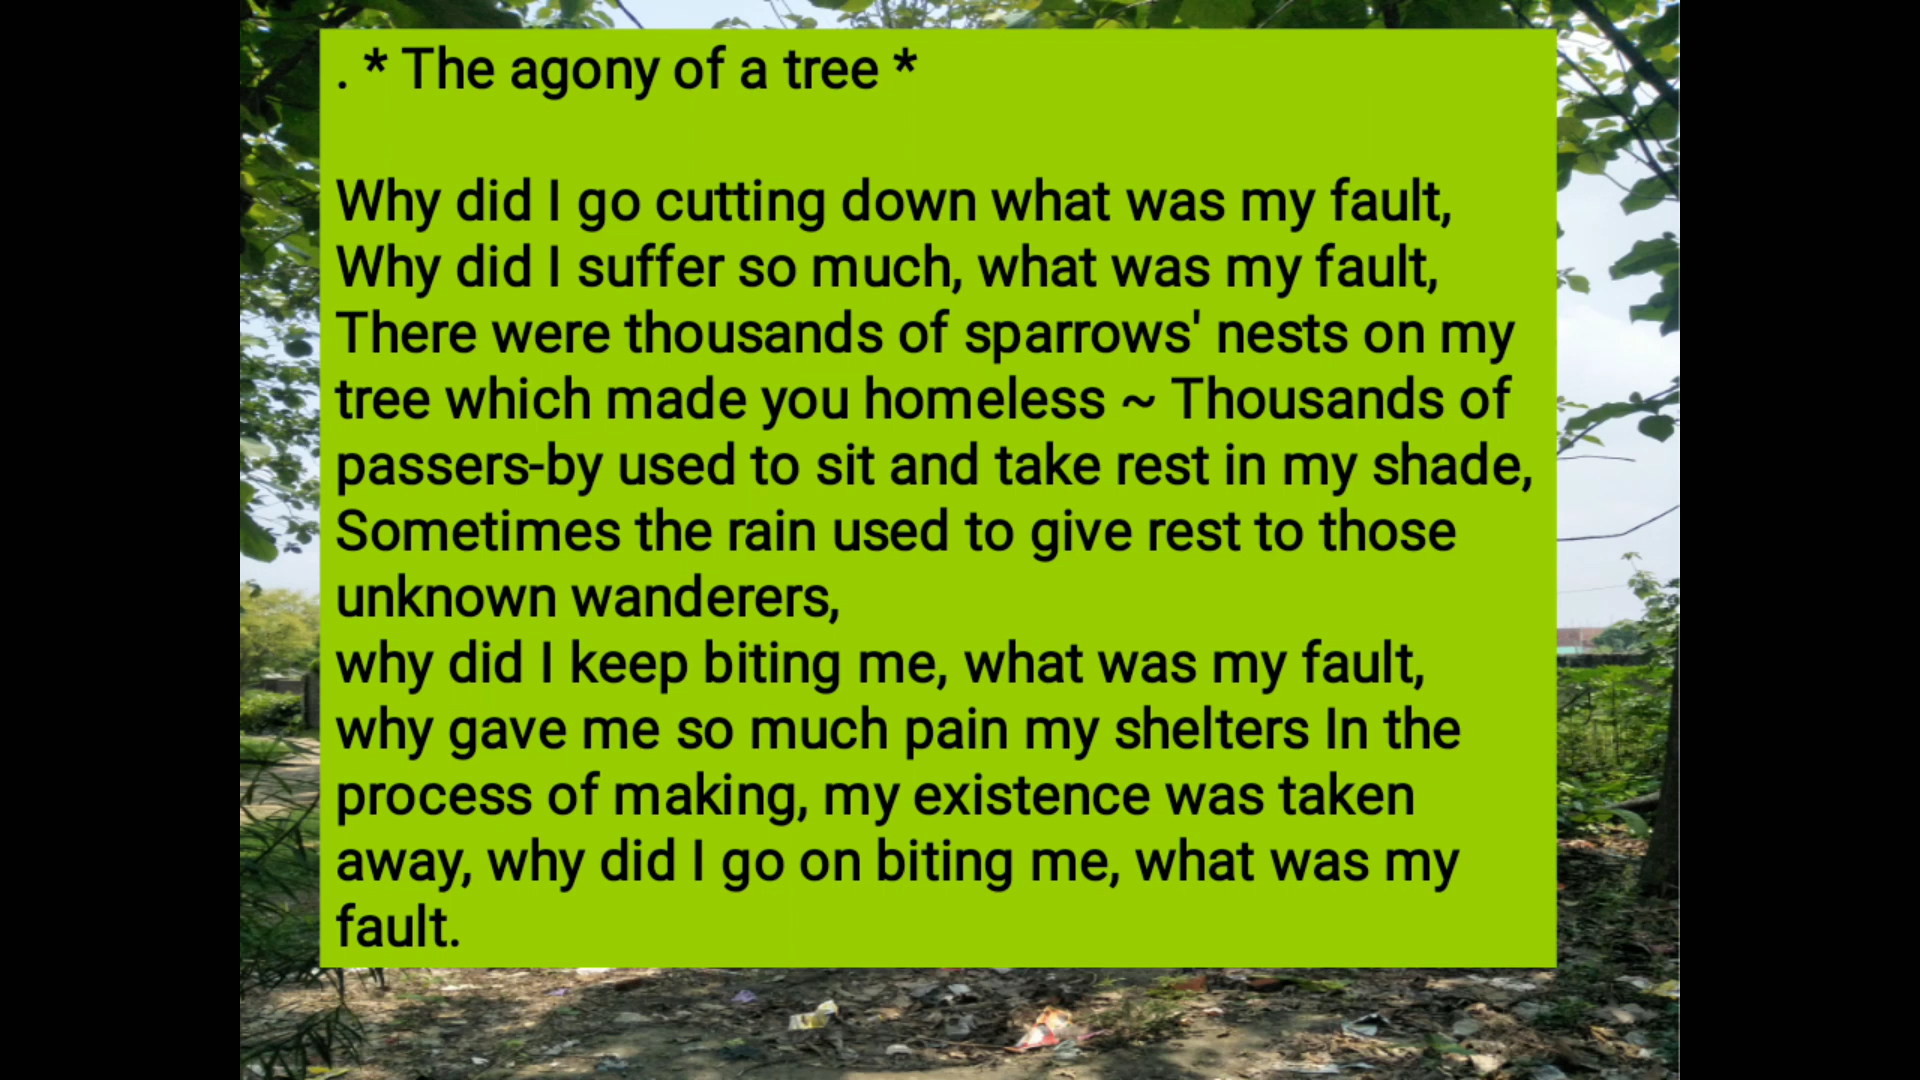 . * The agony of a tree *
Why did I go cutting down what was my fault,
Why did I suffer so much, what was my fault,
There were thousands of sparrows' nests on my
tree which made you homeless ~ Thousands of
passers-by used to sit and take rest in my shade,
Sometimes the rain used to give rest to those
unknown wanderers,
why did I keep biting me, what was my fault,
why gave me so much pain my shelters In the
process of making, my existence was taken
away, why did I go on biting me, what was my
fault.